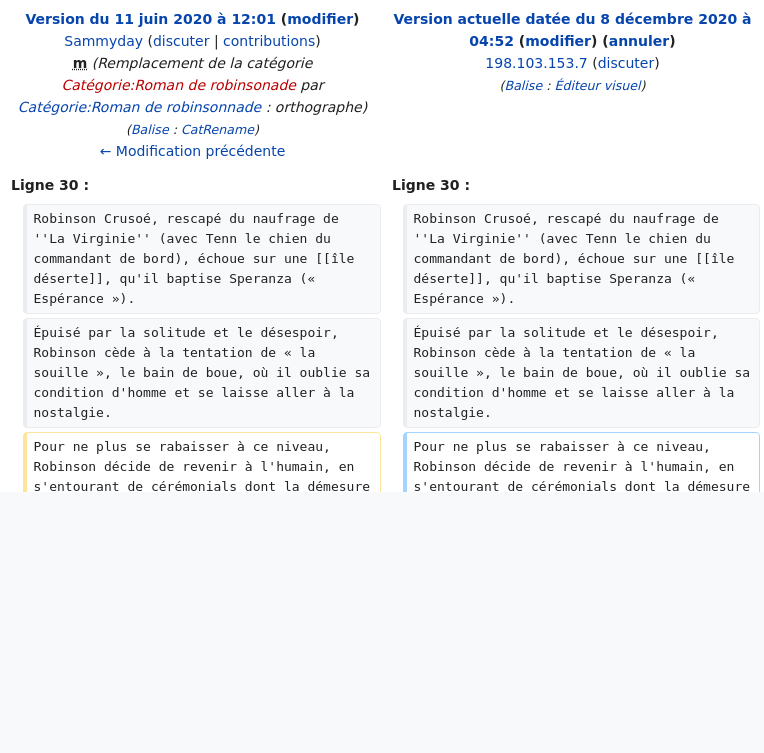 Version du 11 juin 2020 à 12:01 (modifier)
Sammyday (discuter | contributions)
m (Remplacement de la catégorie
Catégorie:Roman de robinsonade par
Catégorie:Roman de robinsonnade : orthographe)
(Balise : CatRename)
← Modification précédente
Version actuelle datée du 8 décembre 2020 à
04:52 (modifier) (annuler)
198.103.153.7 (discuter)
(Balise : Éditeur visuel)
Ligne 30 :
Robinson Crusoé, rescapé du naufrage de
''La Virginie'' (avec Tenn le chien du
commandant de bord), échoue sur une [[île
déserte]], qu'il baptise Speranza («
Espérance »).
Épuisé par la solitude et le désespoir,
Robinson cède à la tentation de « la
souille », le bain de boue, où il oublie sa
condition d'homme et se laisse aller à la
nostalgie.
Pour ne plus se rabaisser à ce niveau,
Robinson décide de revenir à l'humain, en
s'entourant de cérémonials dont la démesure
Ligne 30 :
Robinson Crusoé, rescapé du naufrage de
''La Virginie'' (avec Tenn le chien du
commandant de bord), échoue sur une [[île
déserte]], qu'il baptise Speranza («
Espérance »).
Épuisé par la solitude et le désespoir,
Robinson cède à la tentation de « la
souille », le bain de boue, où il oublie sa
condition d'homme et se laisse aller à la
nostalgie.
Pour ne plus se rabaisser à ce niveau,
Robinson décide de revenir à l'humain, en
s'entourant de cérémonials dont la démesure